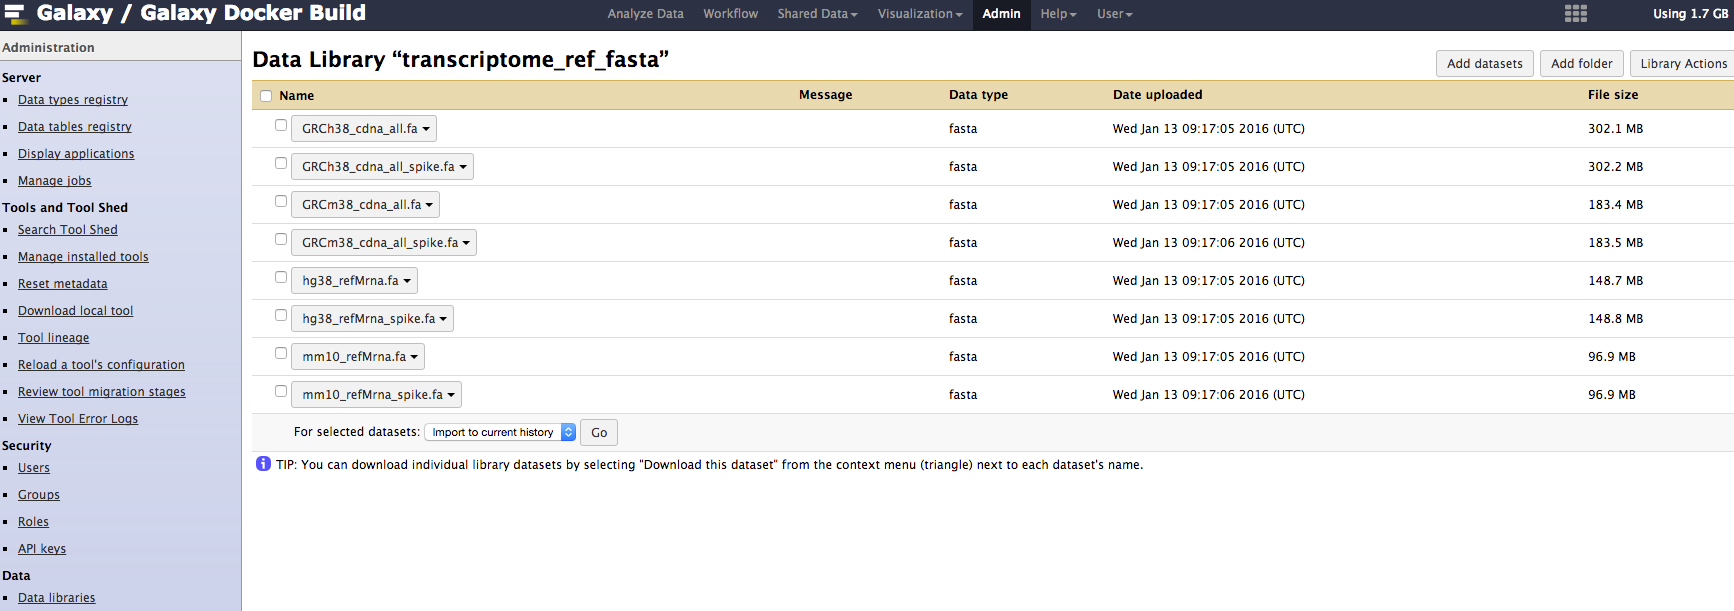 Galaxy / Galaxy Docker Build
Analyze Data Workflow Shared Data Visualization Admin Help User Using 1.7 GB
Administration
Server
Data types registry
Data tables registry
Display applications
Manage jobs
Tools and Tool Shed
Search Tool Shed
Manage installed tools
Reset metadata
Download local tool
Tool lineage
Reload a tool's configuration
Review tool migration stages
View Tool Error Logs
Security
Users
Groups
Roles
API keys
Data
Data libraries
Data Library “transcriptome_ref_fasta”
Add datasets Add folder Library Actions
Name Message Data type Date uploaded File size
GRCh38_cdna_all.fa fasta Wed Jan 13 09:17:05 2016 (UTC) 302.1 MB
GRCh38_cdna_all_spike.fa fasta Wed Jan 13 09:17:05 2016 (UTC) 302.2 MB
GRCm38_cdna_all.fa fasta Wed Jan 13 09:17:05 2016 (UTC) 183.4 MB
GRCm38_cdna_all_spike.fa fasta Wed Jan 13 09:17:06 2016 (UTC) 183.5 MB
hg38_refMrna.fa fasta Wed Jan 13 09:17:05 2016 (UTC) 148.7 MB
hg38_refMrna_spike.fa fasta Wed Jan 13 09:17:05 2016 (UTC) 148.8 MB
mm10_refMrna.fa fasta Wed Jan 13 09:17:05 2016 (UTC) 96.9 MB
mm10_refMrna_spike.fa fasta Wed Jan 13 09:17:06 2016 (UTC) 96.9 MB
For selected datasets: Import to current history Go
TIP: You can download individual library datasets by selecting "Download this dataset" from the context menu (triangle) next to each dataset's name.